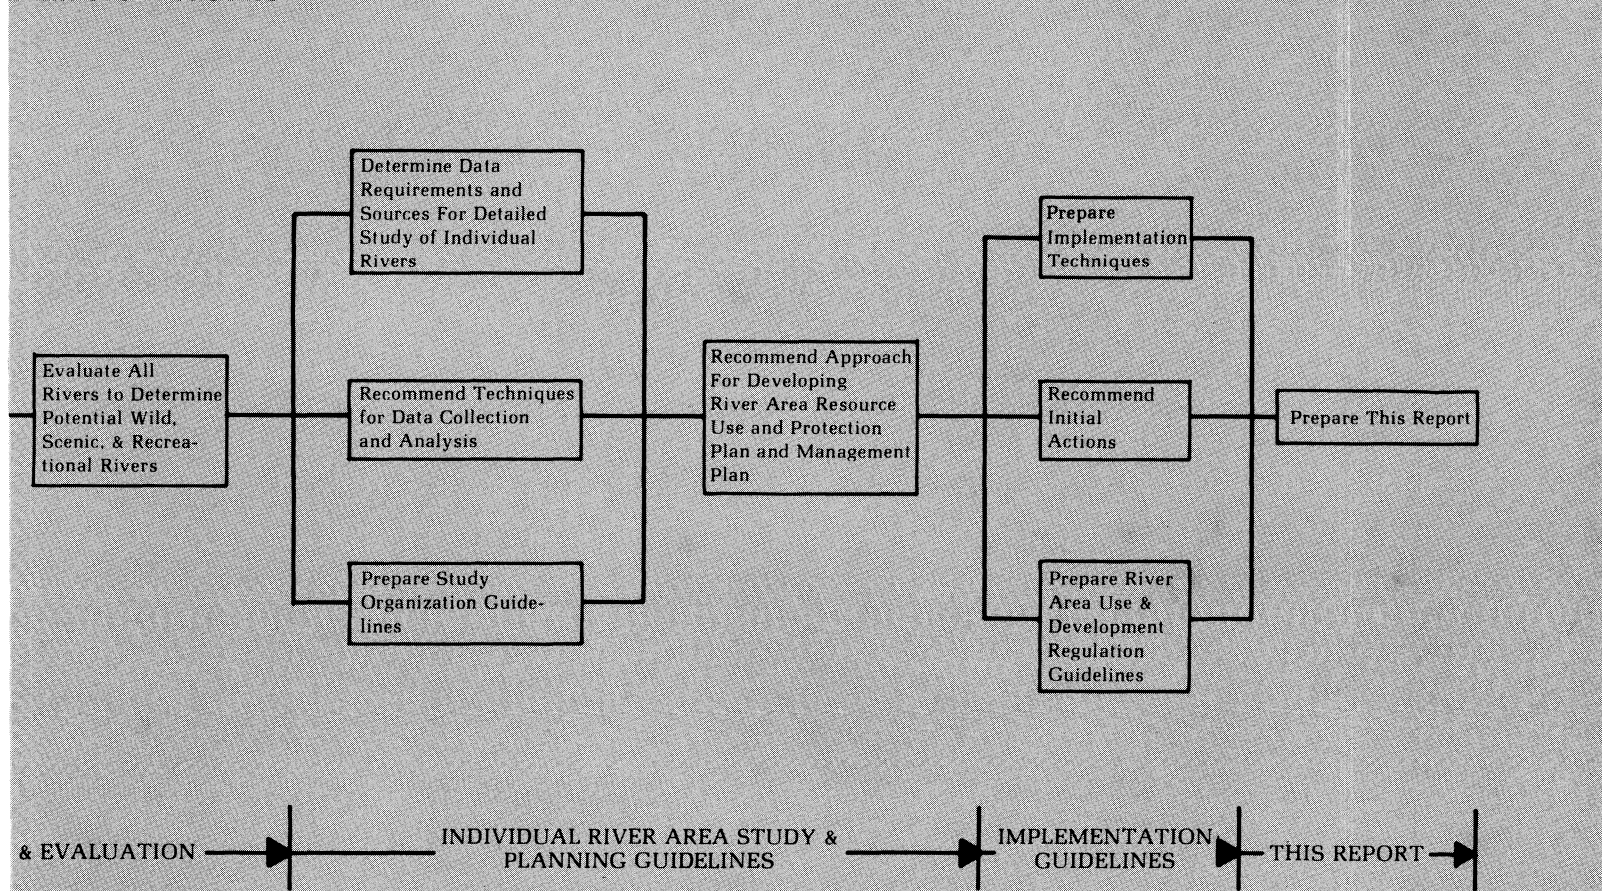 Determine Data
Requirements and
Sources For Detailed
Study of Individual
Rivers
Evaluate All
Rivers to Determine
Potential Wild,
Scenic, & Recrea-
tional Rivers
Recommend Techniques
for Data Collection
and Analysis
Prepare Study
Organization Guide-
lines
Recommend Approach
For Developing
River Area Resource
Use and Protection
Plan and Management
Plan
Prepare
Implementation
Techniques
Recommend
Initial
Actions
Prepare River
Area Use &
Development
Regulation
Guidelines
Prepare This Report
& EVALUATION
INDIVIDUAL RIVER AREA STUDY &
PLANNING GUIDELINES
IMPLEMENTATION
GUIDELINES
THIS REPORT